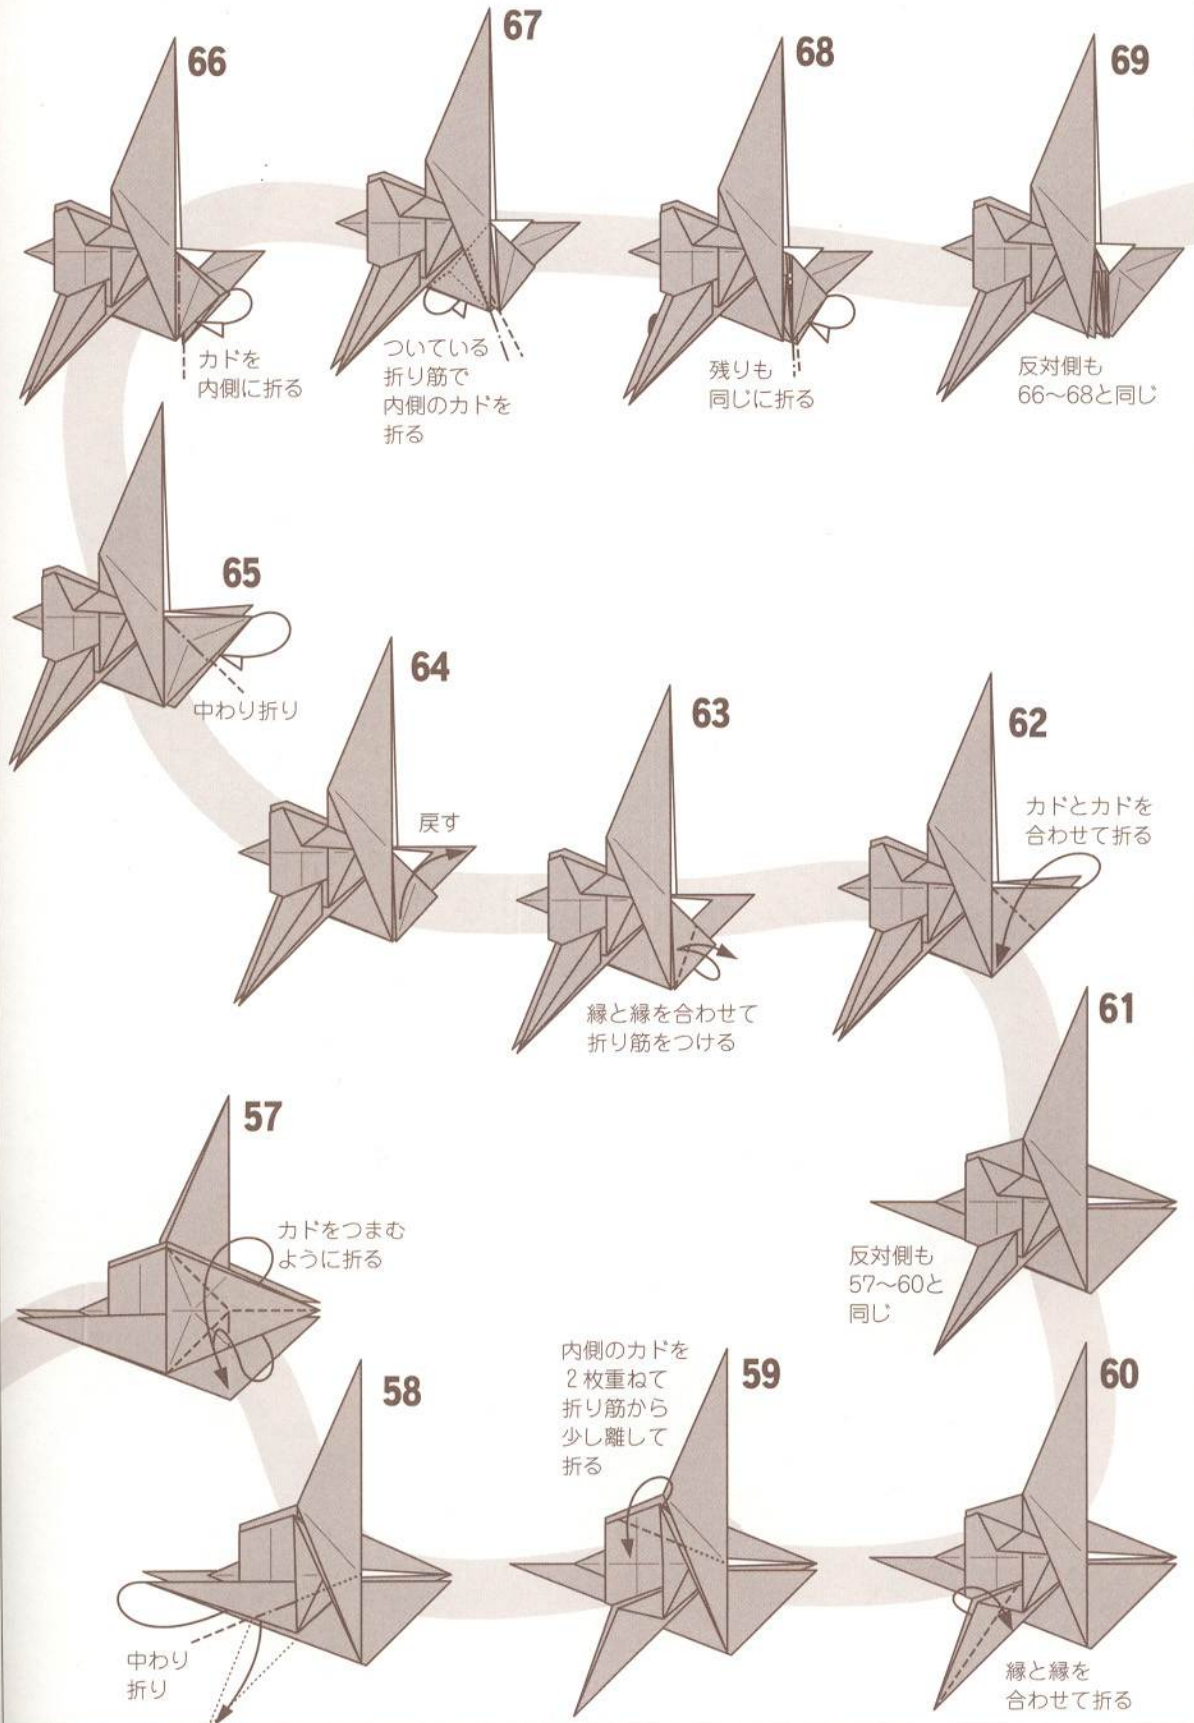 66
カドを
内側に折る
67
ついている
折り筋で
内側のカドを
折る
68
残りも
同じに折る
69
反対側も
66～68と同じ
65
中わり折り
64
戻す
63
縁と縁を合わせて
折り筋をつける
62
カドとカドを
合わせて折る
61
反対側も
57～60と
同じ
57
カドをつまむ
ように折る
58
中わり
折り
59
内側のカドを
2枚重ねて
折り筋から
少し離して
折る
60
縁と縁を
合わせて折る